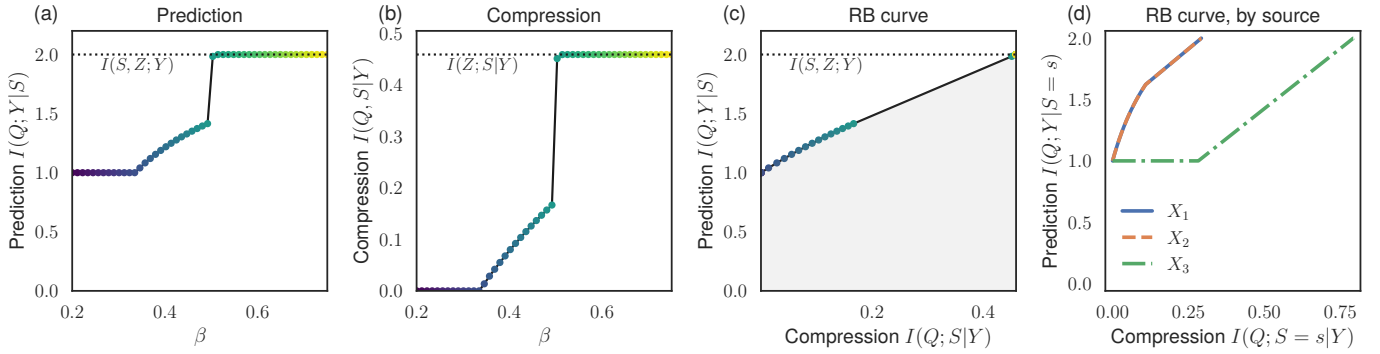 (a) Prediction
Prediction I(Q; Y|S)
2.0
1.5
1.0
0.5
0.0
I(S, Z; Y)
0.2 0.4 0.6
β
(b) Compression
Compression I(Q, S|Y)
0.5
0.4
0.3
0.2
0.1
0.0
I(Z; S|Y)
0.2 0.4 0.6
β
(c) RB curve
Prediction I(Q; Y|S)
2.0
1.5
1.0
0.5
0.0
I(S, Z; Y)
0.2 0.4
Compression I(Q; S|Y)
(d) RB curve, by source
Prediction I(Q; Y|S = s)
2.0
1.5
1.0
0.5
0.0
X₁
X₂
X₃
0.00 0.25 0.50 0.75
Compression I(Q; S = s|Y)